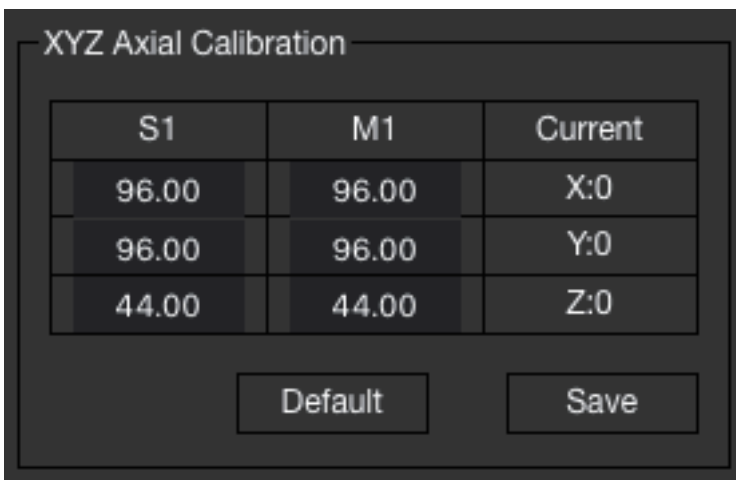 XYZ Axial Calibration
S1 M1 Current
96.00 96.00 X:0
96.00 96.00 Y:0
44.00 44.00 Z:0
Default Save